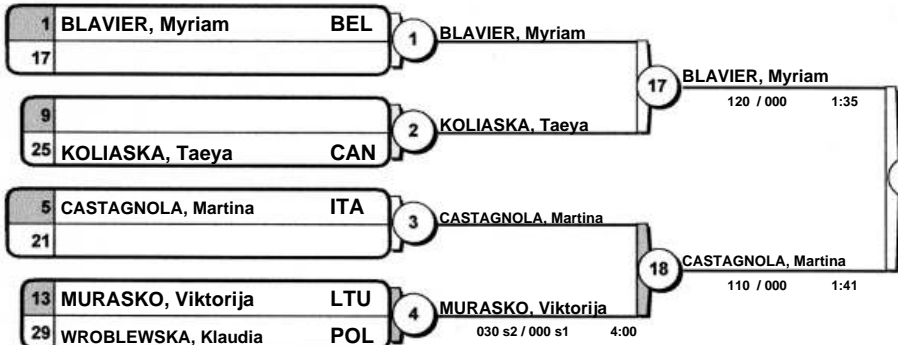 1 BLAVIER, Myriam BEL
17
1
BLAVIER, Myriam
9
25 KOLIASKA, Taeya CAN
2
KOLIASKA, Taeya
17
BLAVIER, Myriam
120 / 000 1:35
5 CASTAGNOLA, Martina ITA
21
3
CASTAGNOLA, Martina
13 MURASKO, Viktorija LTU
29 WROBLEWSKA, Klaudia POL
4
MURASKO, Viktorija
030 s2 / 000 s1 4:00
18
CASTAGNOLA, Martina
110 / 000 1:41